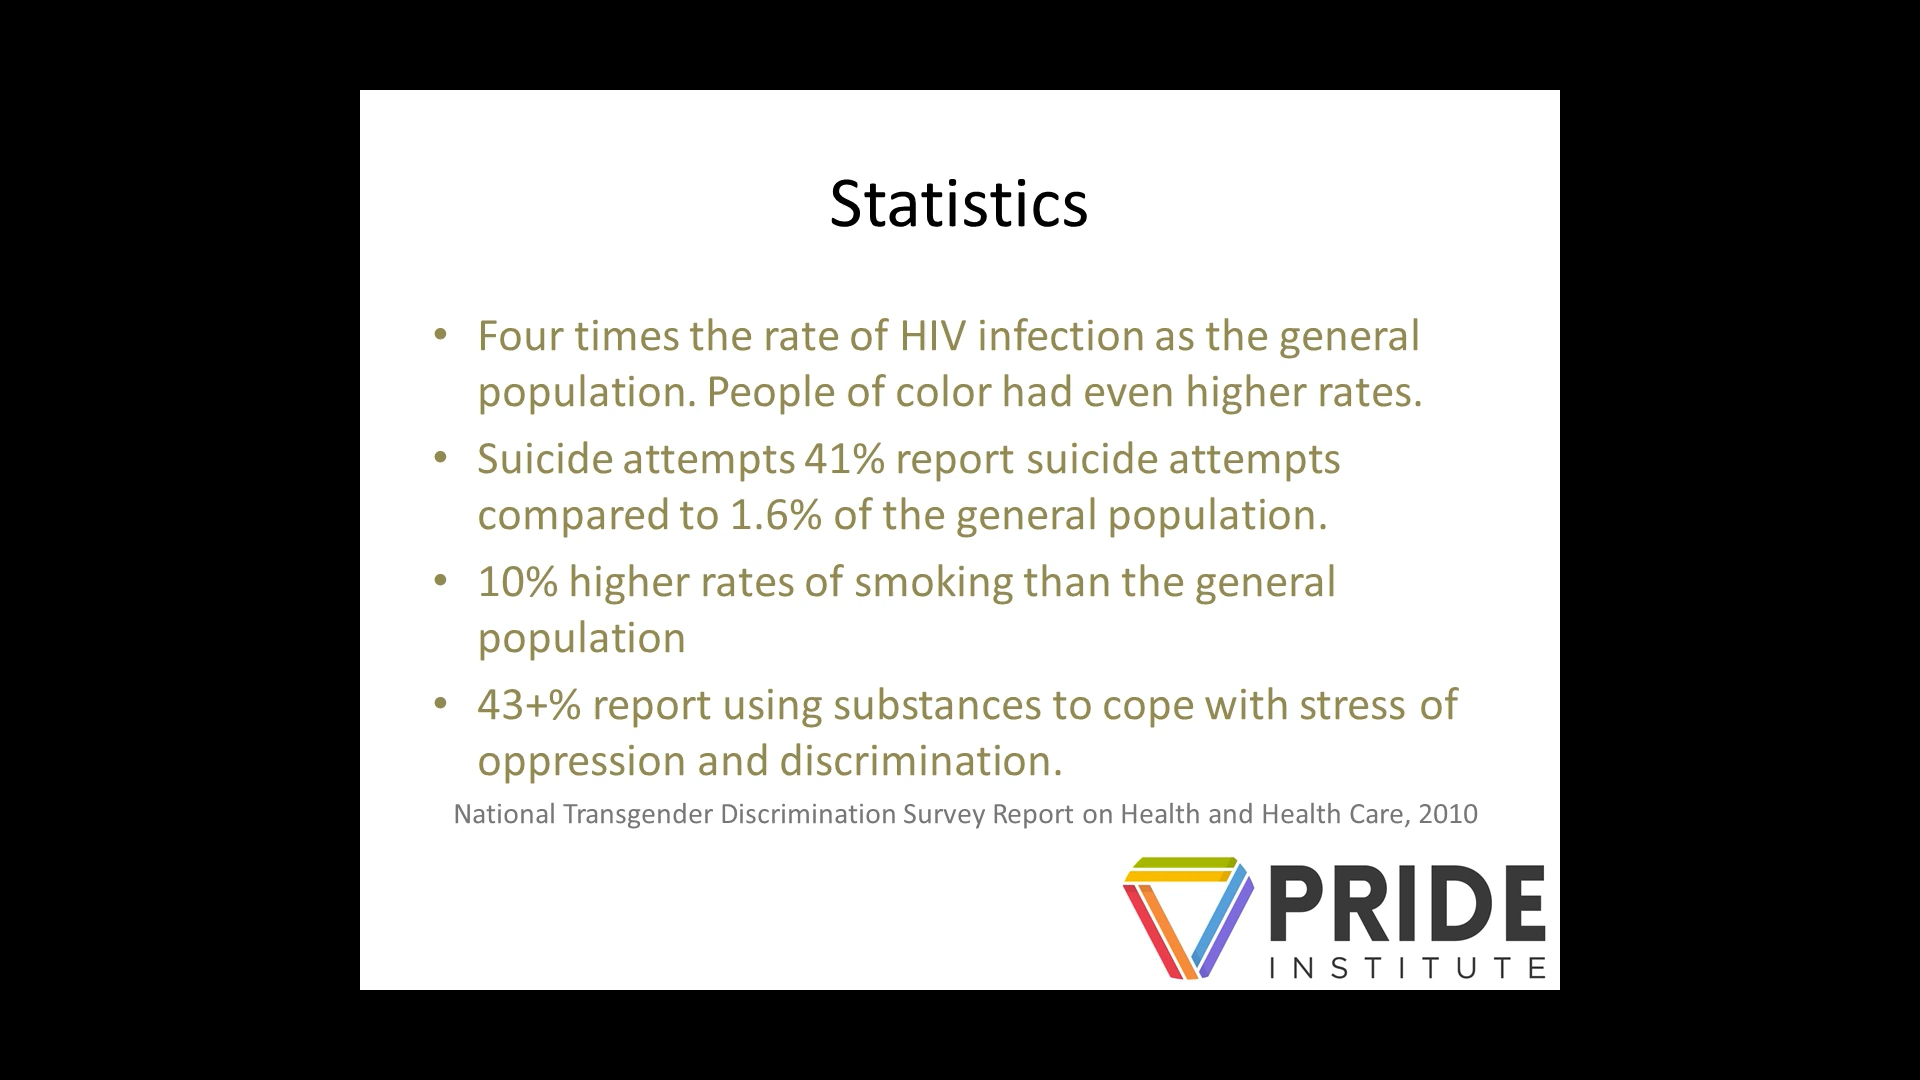 Statistics
• Four times the rate of HIV infection as the general
population. People of color had even higher rates.
• Suicide attempts 41% report suicide attempts
compared to 1.6% of the general population.
• 10% higher rates of smoking than the general
population
• 43+% report using substances to cope with stress of
oppression and discrimination.
National Transgender Discrimination Survey Report on Health and Health Care, 2010
PRIDE
INSTITUTE